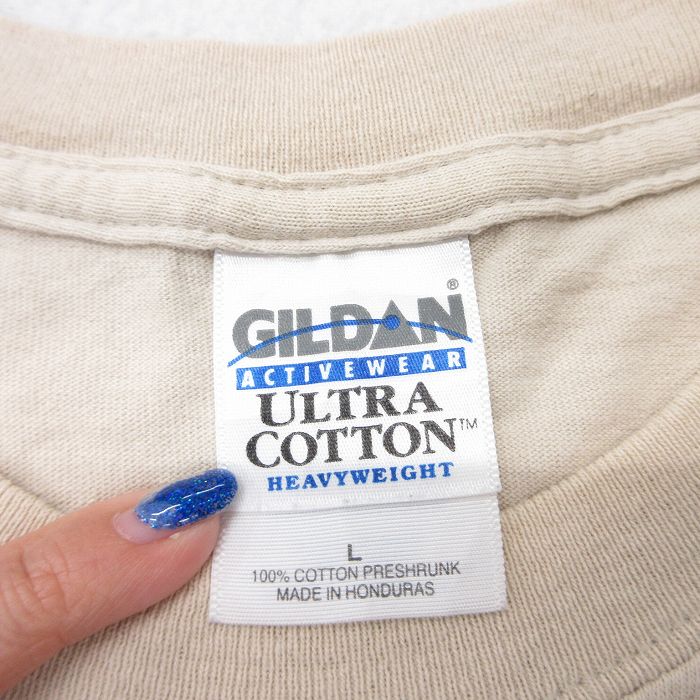 GILDAN®
ACTIVEWEAR
ULTRA
COTTON™
HEAVYWEIGHT
L
100% COTTON PRESHRUNK
MADE IN HONDURAS